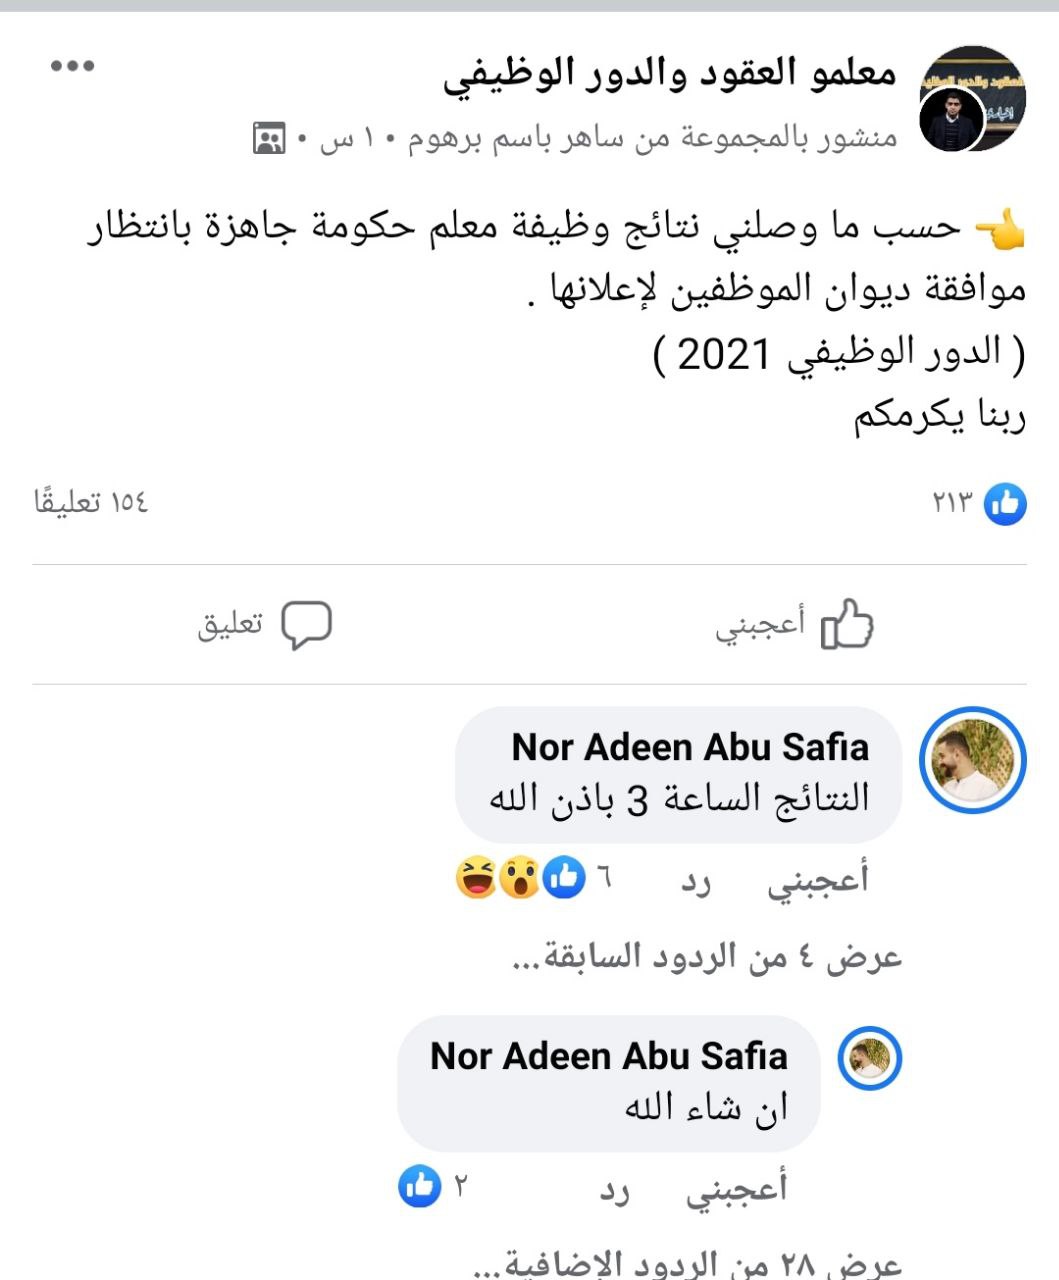 معلمو العقود والدور الوظيفي
منشور بالمجموعة من ساهر باسم برهوم • ١ س •
حسب ما وصلني نتائج وظيفة معلم حكومة جاهزة بانتظار
موافقة ديوان الموظفين لإعلانها .
( الدور الوظيفي 2021 )
ربنا يكرمكم
٢١٣
١٥٤ تعليقًا
أعجبني
تعليق
Nor Adeen Abu Safia
النتائج الساعة 3 باذن الله
أعجبني رد ٦
عرض ٤ من الردود السابقة...
Nor Adeen Abu Safia
ان شاء الله
أعجبني رد ٢
عرض ٢٨ من الردود الإضافية...